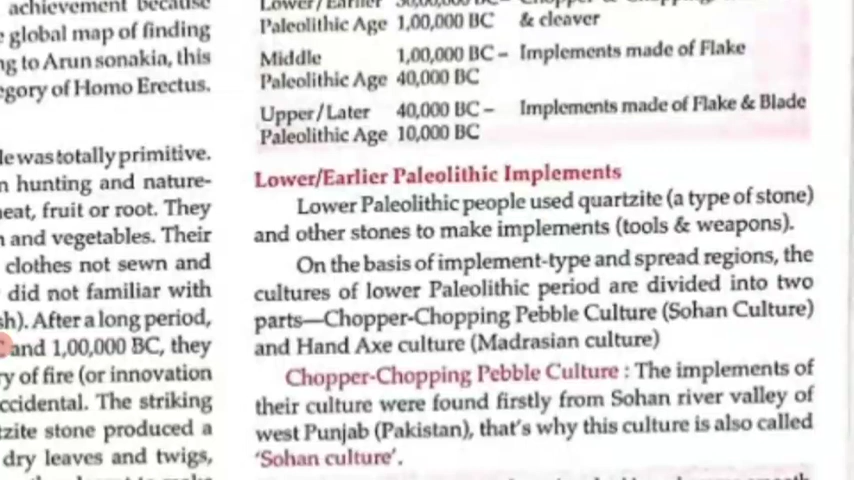 achievement because
global map of finding
ng to Arun sonakia, this
egory of Homo Erectus.
le was totally primitive.
n hunting and nature-
neat, fruit or root. They
n and vegetables. Their
clothes not sewn and
did not familiar with
sh). After a long period,
and 1,00,000 BC, they
ry of fire (or innovation
ccidental. The striking
tzite stone produced a
dry leaves and twigs,
Lower/Earlier
Paleolithic Age 1,00,000 BC & cleaver
Middle 1,00,000 BC – Implements made of Flake
Paleolithic Age 40,000 BC
Upper/Later 40,000 BC – Implements made of Flake & Blade
Paleolithic Age 10,000 BC
Lower/Earlier Paleolithic Implements
Lower Paleolithic people used quartzite (a type of stone)
and other stones to make implements (tools & weapons).
On the basis of implement-type and spread regions, the
cultures of lower Paleolithic period are divided into two
parts—Chopper-Chopping Pebble Culture (Sohan Culture)
and Hand Axe culture (Madrasian culture)
Chopper-Chopping Pebble Culture : The implements of
their culture were found firstly from Sohan river valley of
west Punjab (Pakistan), that's why this culture is also called
'Sohan culture'.